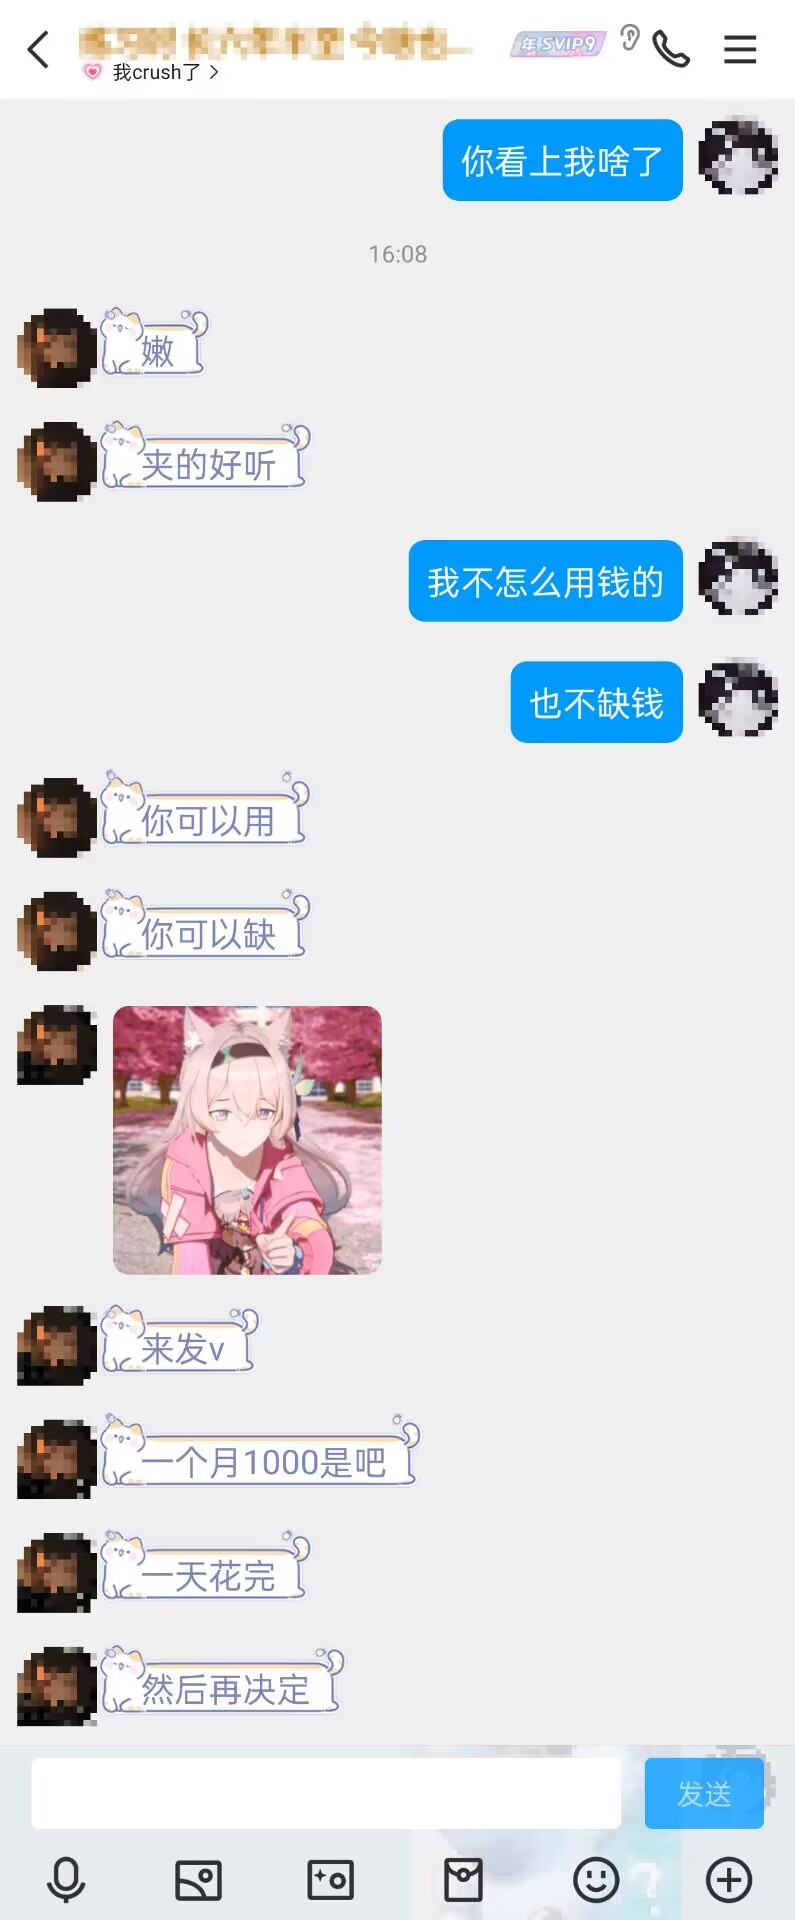 年SVIP9
我crush了
你看上我啥了
16:08
嫩
夹的好听
我不怎么用钱的
也不缺钱
你可以用
你可以缺
来发v
一个月1000是吧
一天花完
然后再决定
发送